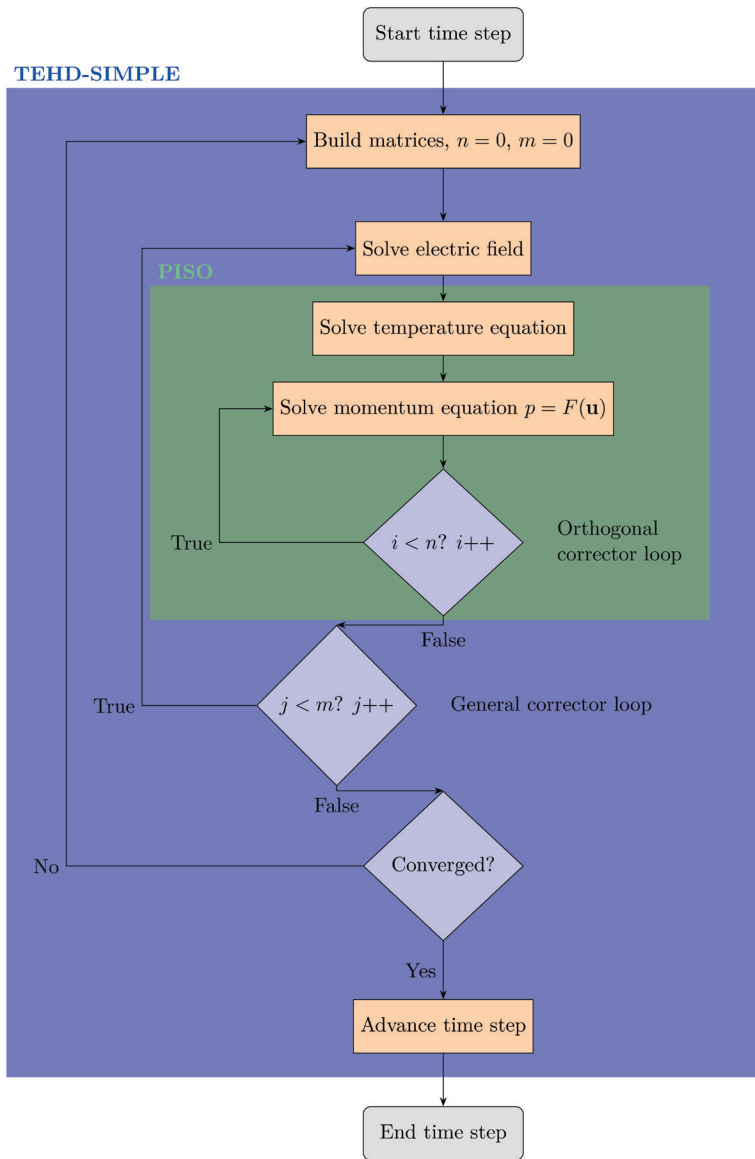 Start time step
TEHD-SIMPLE
Build matrices, n = 0, m = 0
Solve electric field
PISO
Solve temperature equation
Solve momentum equation p = F(u)
i < n? i++
True
Orthogonal
corrector loop
False
j < m? j++
True
General corrector loop
False
Converged?
No
Yes
Advance time step
End time step